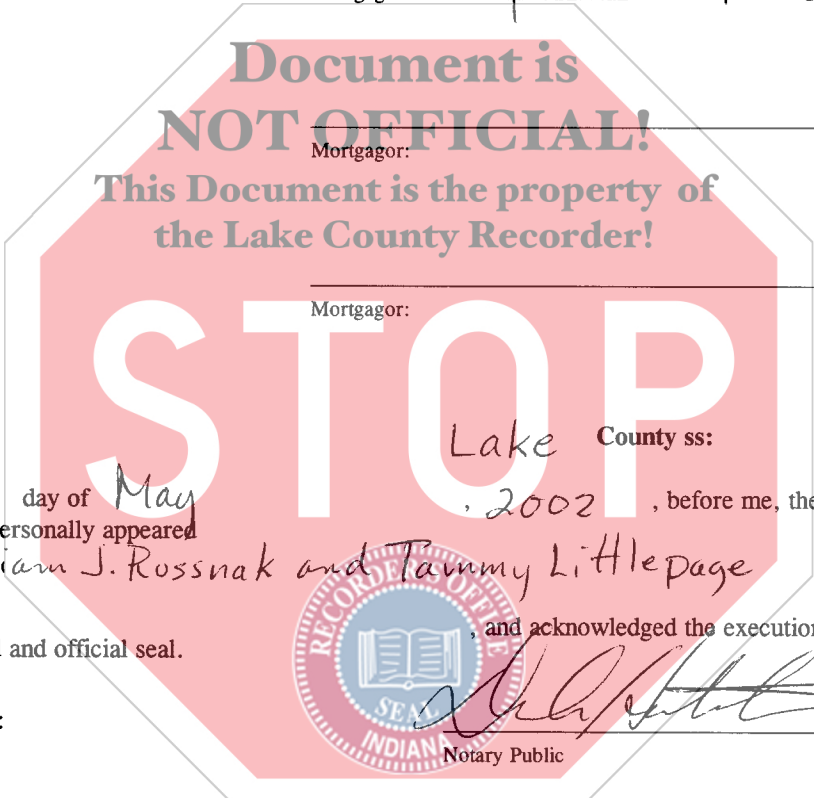 Document is
NOT OFFICIAL!
Mortgagor:
This Document is the property of
the Lake County Recorder!
Mortgagor:
STOP
Lake County ss:
day of May , 2002 , before me, the
ersonally appeared
iam J. Rossnak and Tammy Littlepage
, and acknowledged the execution
and official seal.
RECORDER'S OFFICE
SEAL
INDIANA
:
Notary Public